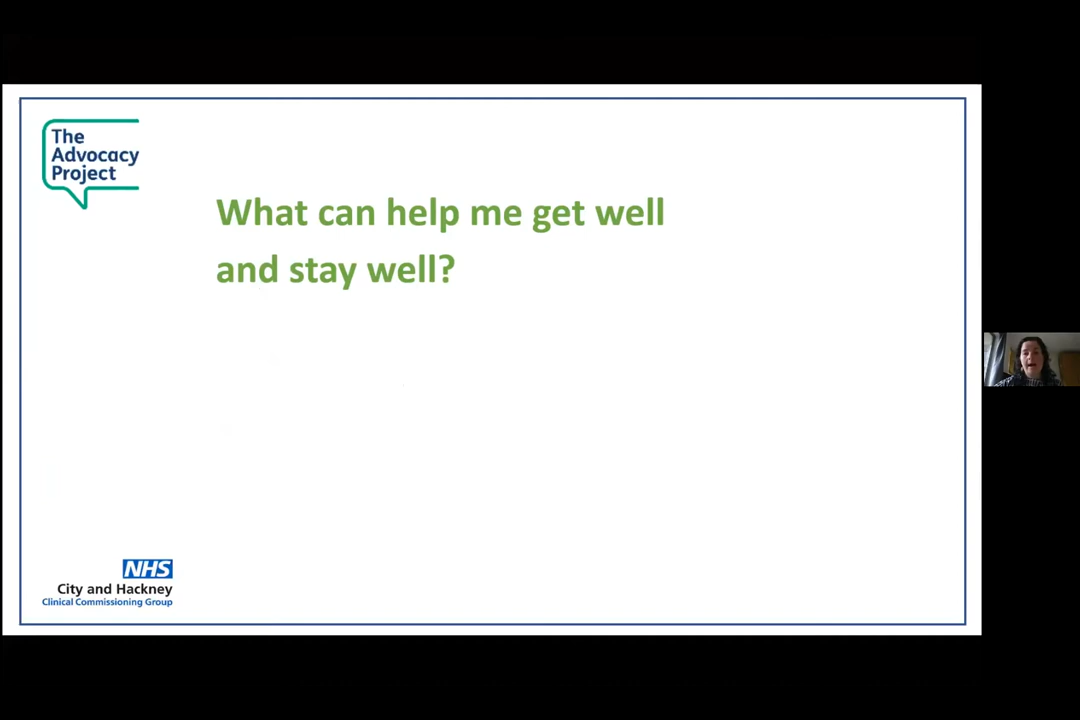 The
Advocacy
Project
What can help me get well
and stay well?
NHS
City and Hackney
Clinical Commissioning Group